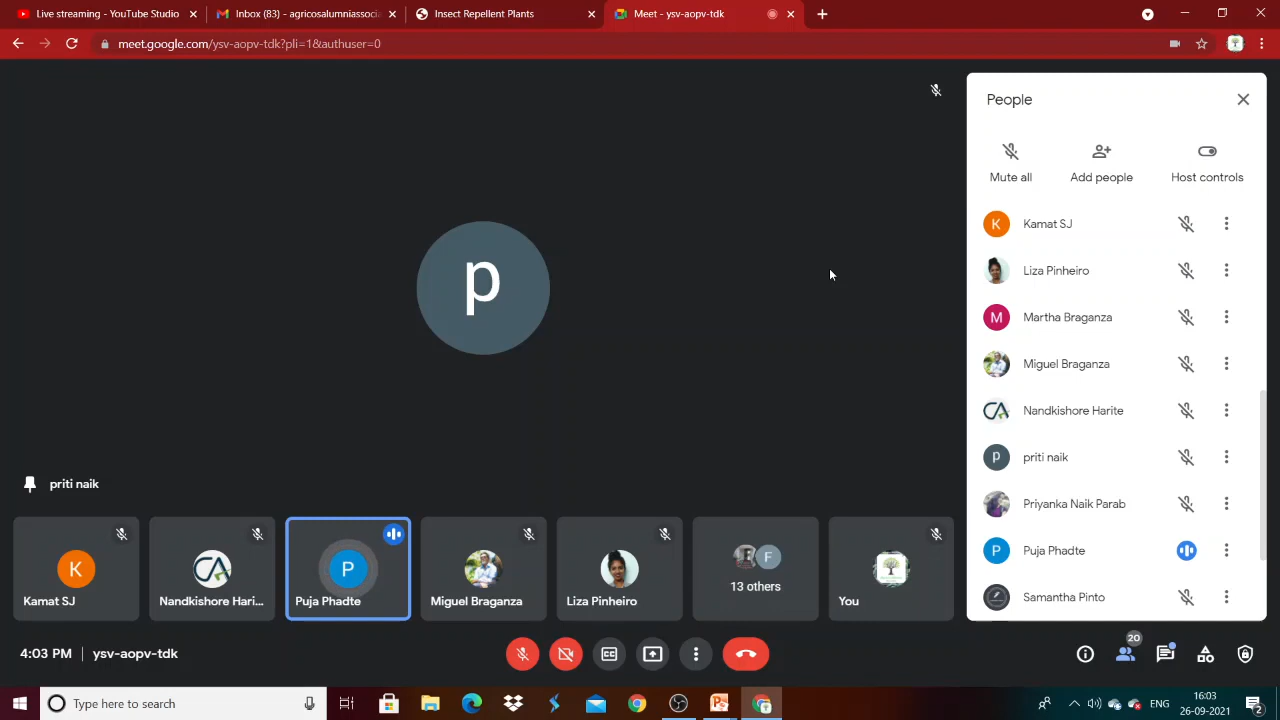 Live streaming - YouTube Studio
Inbox (83) - agricosalumniassoci
Insect Repellent Plants
Meet - ysv-aopv-tdk
meet.google.com/ysv-aopv-tdk?pli=1&authuser=0
People
Mute all
Add people
Host controls
K
Kamat SJ
Liza Pinheiro
M
Martha Braganza
Miguel Braganza
CA
Nandkishore Harite
p
priti naik
Priyanka Naik Parab
P
Puja Phadte
Samantha Pinto
p
priti naik
K
Kamat SJ
CA
Nandkishore Hari...
P
Puja Phadte
Miguel Braganza
Liza Pinheiro
F
13 others
You
4:03 PM | ysv-aopv-tdk
CC
20
Type here to search
ENG
16:03
26-09-2021
2